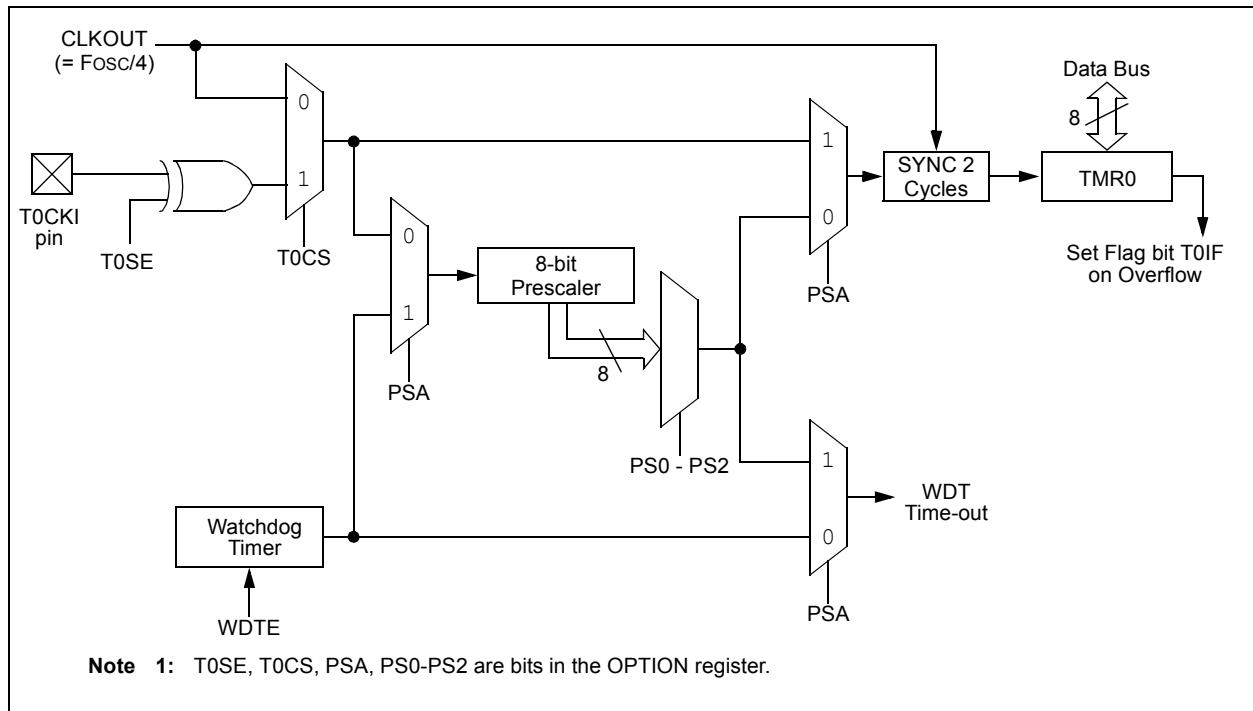 CLKOUT
(= FOSC/4)
Data Bus
8
0
1
1
0
SYNC 2
Cycles
TMR0
T0CKI
pin
T0SE
T0CS
0
1
8-bit
Prescaler
8
PSA
Set Flag bit T0IF
on Overflow
PSA
PS0 - PS2
1
0
WDT
Time-out
Watchdog
Timer
WDTE
PSA
Note 1: T0SE, T0CS, PSA, PS0-PS2 are bits in the OPTION register.